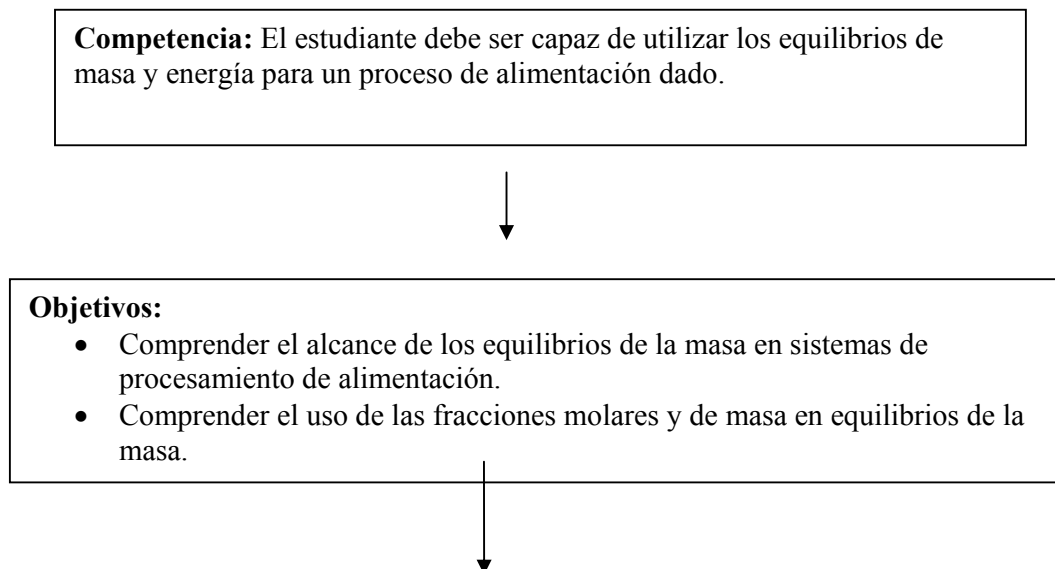 Competencia: El estudiante debe ser capaz de utilizar los equilibrios de
masa y energía para un proceso de alimentación dado.
Objetivos:
• Comprender el alcance de los equilibrios de la masa en sistemas de
procesamiento de alimentación.
• Comprender el uso de las fracciones molares y de masa en equilibrios de la
masa.